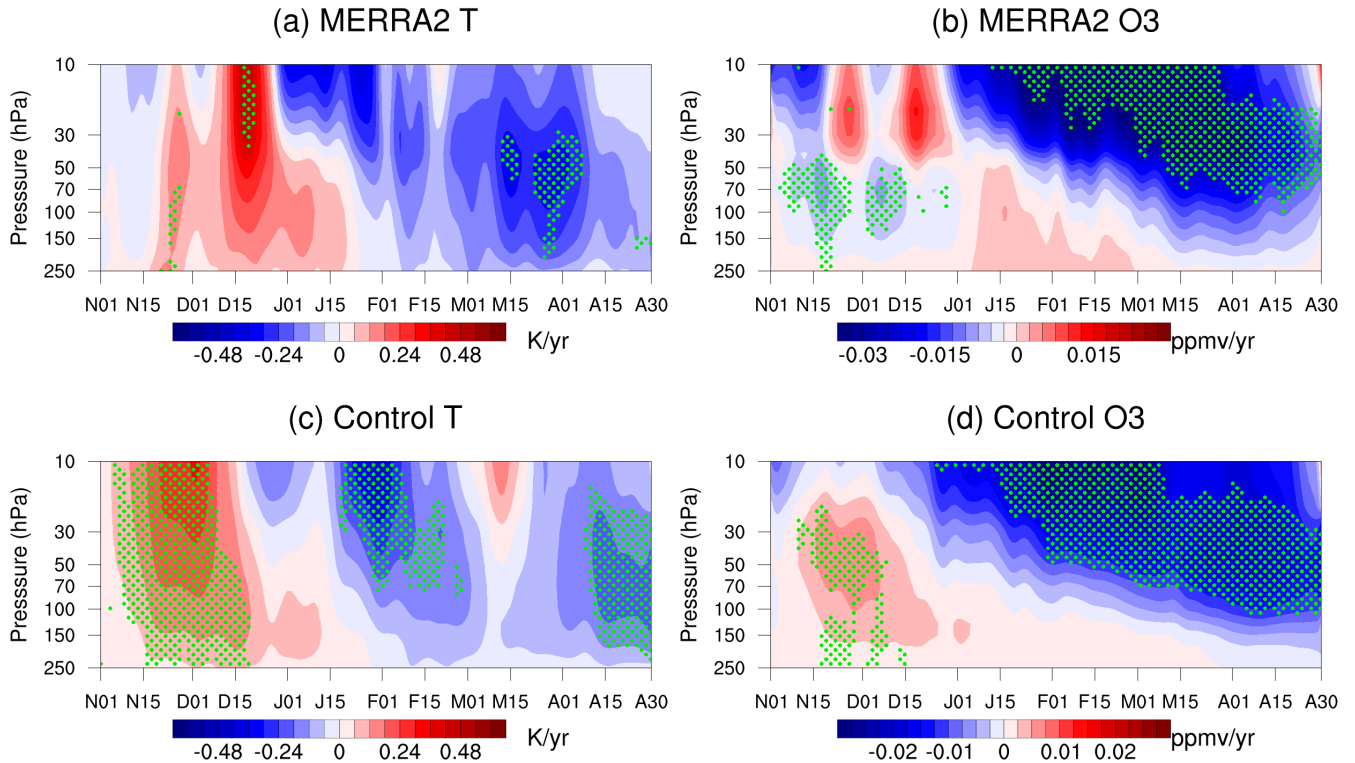 (a) MERRA2 T
(b) MERRA2 O3
Presssure (hPa)
10
30
50
70
100
150
250
N01 N15 D01 D15 J01 J15 F01 F15 M01 M15 A01 A15 A30
-0.48 -0.24 0 0.24 0.48 K/yr
Presssure (hPa)
10
30
50
70
100
150
250
N01 N15 D01 D15 J01 J15 F01 F15 M01 M15 A01 A15 A30
-0.03 -0.015 0 0.015 ppmv/yr
(c) Control T
(d) Control O3
Presssure (hPa)
10
30
50
70
100
150
250
N01 N15 D01 D15 J01 J15 F01 F15 M01 M15 A01 A15 A30
-0.48 -0.24 0 0.24 0.48 K/yr
Presssure (hPa)
10
30
50
70
100
150
250
N01 N15 D01 D15 J01 J15 F01 F15 M01 M15 A01 A15 A30
-0.02 -0.01 0 0.01 0.02 ppmv/yr